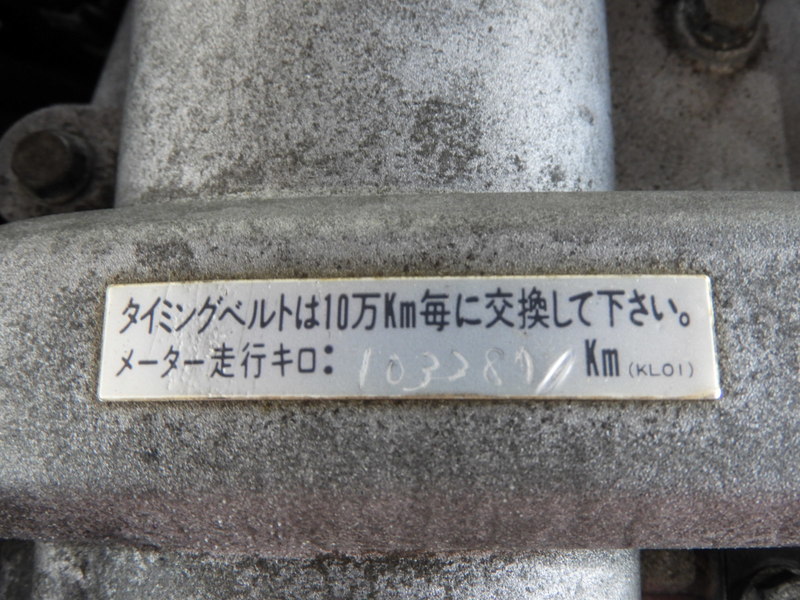 タイミングベルトは10万Km毎に交換して下さい。
メーター走行キロ: Km (KL01)